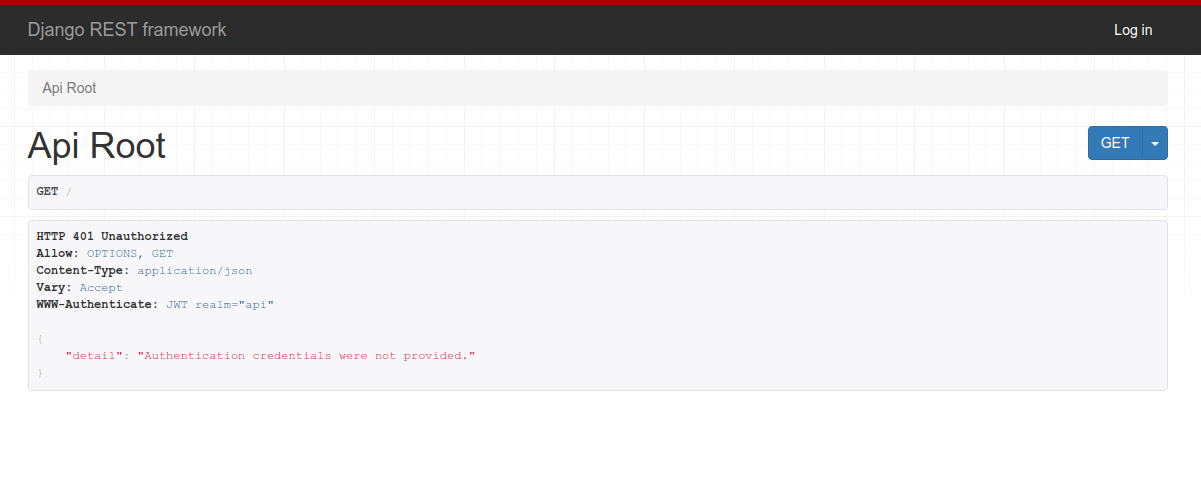 Django REST framework
Log in
Api Root
Api Root
GET
GET /
HTTP 401 Unauthorized
Allow: OPTIONS, GET
Content-Type: application/json
Vary: Accept
WWW-Authenticate: JWT realm="api"
{
    "detail": "Authentication credentials were not provided."
}